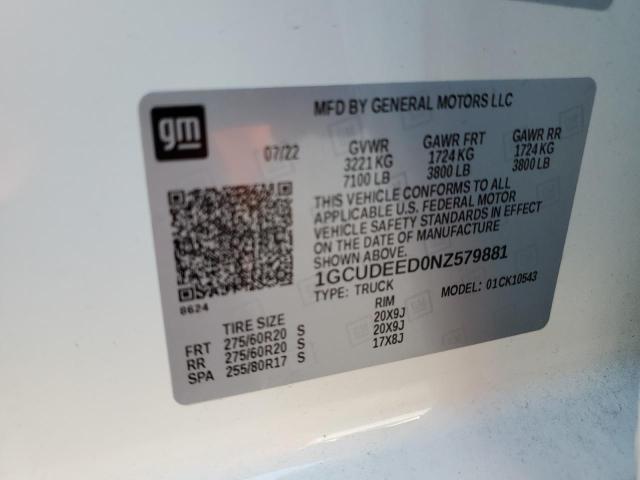 gm
MFD BY GENERAL MOTORS LLC
07/22
GVWR GAWR FRT GAWR RR
3221 KG 1724 KG 1724 KG
7100 LB 3800 LB 3800 LB
THIS VEHICLE CONFORMS TO ALL
APPLICABLE U.S. FEDERAL MOTOR
VEHICLE SAFETY STANDARDS IN EFFECT
ON THE DATE OF MANUFACTURE
SHOWN ABOVE.
1GCUDEED0NZ579881
TYPE: TRUCK MODEL: 01CK10543
8624
TIRE SIZE RIM
FRT 275/60R20 S 20X9J
RR 275/60R20 S 20X9J
SPA 255/80R17 S 17X8J